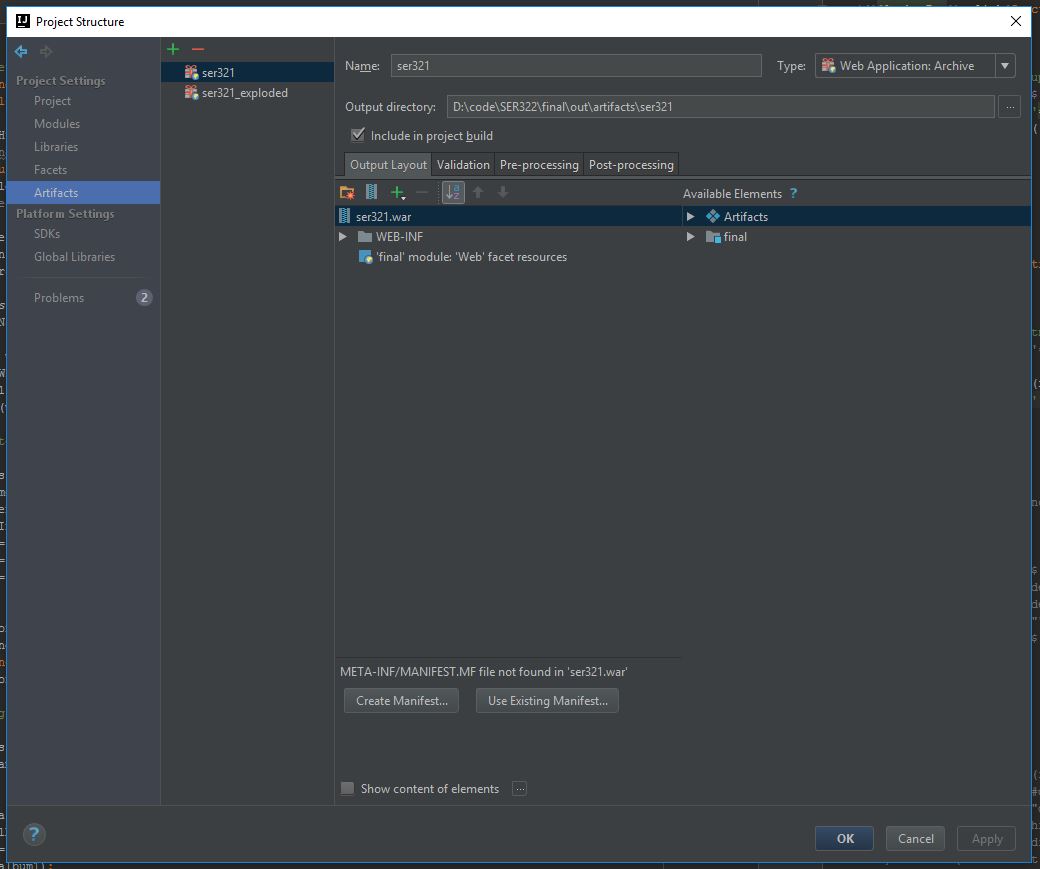 Project Structure
Project Settings
Project
Modules
Libraries
Facets
Artifacts
Platform Settings
SDKs
Global Libraries
Problems 2
ser321
ser321_exploded
Name: ser321 Type: Web Application: Archive
Output directory: D:\code\SER322\final\out\artifacts\ser321 ...
Include in project build
Output Layout Validation Pre-processing Post-processing
Available Elements ?
ser321.war
WEB-INF
'final' module: 'Web' facet resources
Artifacts
final
META-INF/MANIFEST.MF file not found in 'ser321.war'
Create Manifest... Use Existing Manifest...
Show content of elements ...
? OK Cancel Apply